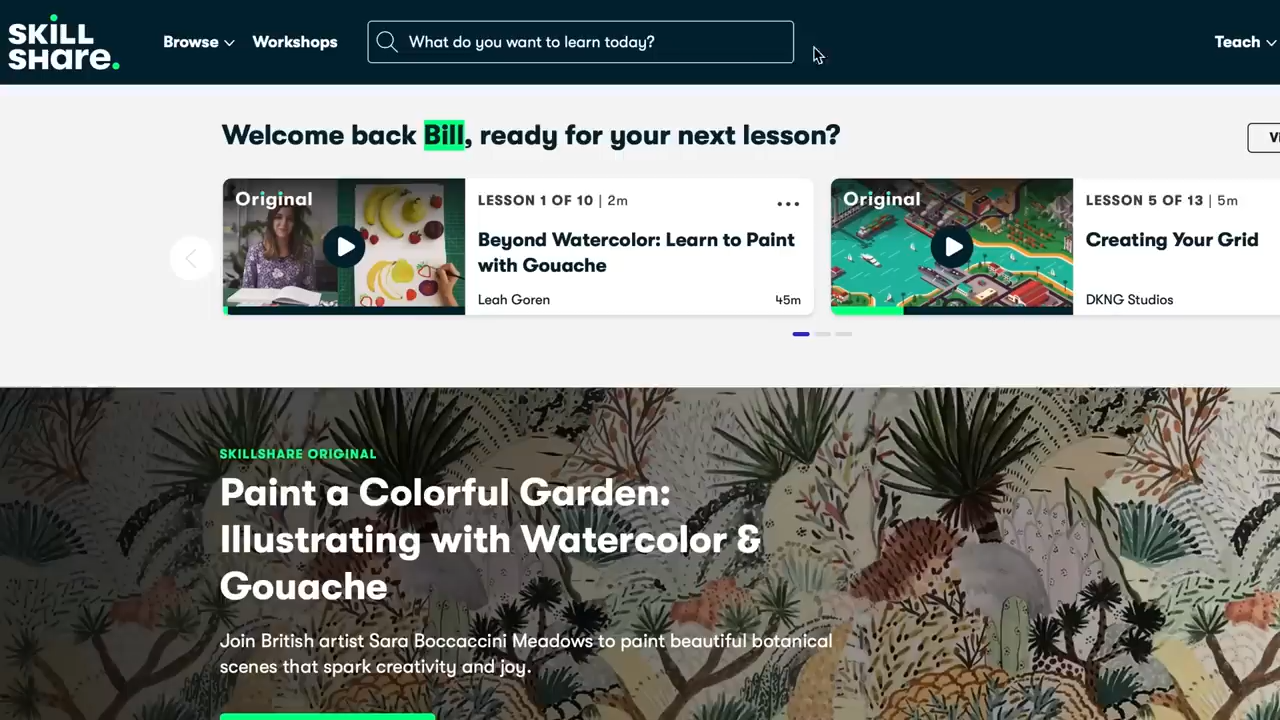 SKILL
SHare.
Browse
Workshops
What do you want to learn today?
Teach
Welcome back Bill, ready for your next lesson?
Original
LESSON 1 OF 10 | 2m
Beyond Watercolor: Learn to Paint
with Gouache
Leah Goren
45m
Original
LESSON 5 OF 13 | 5m
Creating Your Grid
DKNG Studios
SKILLSHARE ORIGINAL
Paint a Colorful Garden:
Illustrating with Watercolor &
Gouache
Join British artist Sara Boccaccini Meadows to paint beautiful botanical
scenes that spark creativity and joy.